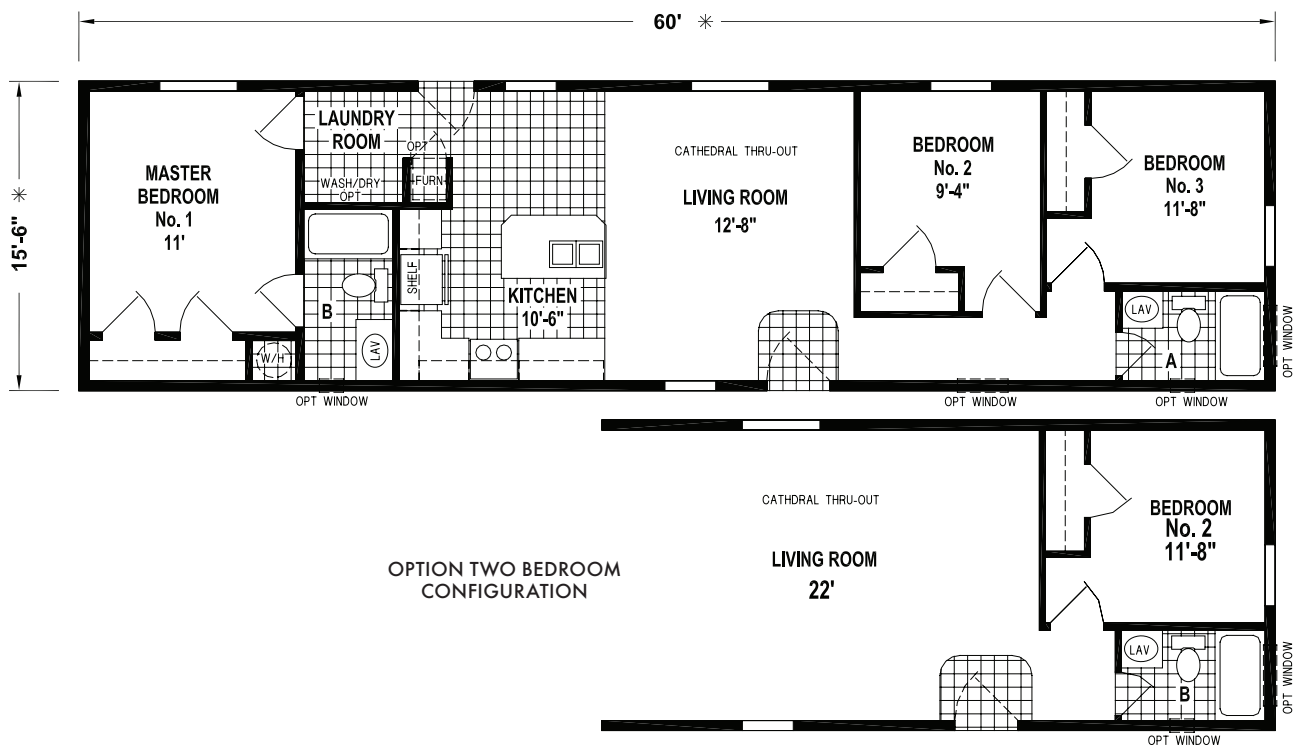 60' ✳
15'-6" ✳
MASTER
BEDROOM
No. 1
11'
LAUNDRY
ROOM
WASH/DRY
OPT
OPT
FURN
B
LAV
W/H
SHELF
KITCHEN
10'-6"
CATHEDRAL THRU-OUT
LIVING ROOM
12'-8"
BEDROOM
No. 2
9'-4"
BEDROOM
No. 3
11'-8"
LAV
A
OPT WINDOW
OPT WINDOW
OPT WINDOW
OPT WINDOW
OPTION TWO BEDROOM
CONFIGURATION
CATHDRAL THRU-OUT
LIVING ROOM
22'
BEDROOM
No. 2
11'-8"
LAV
B
OPT WINDOW
OPT WINDOW